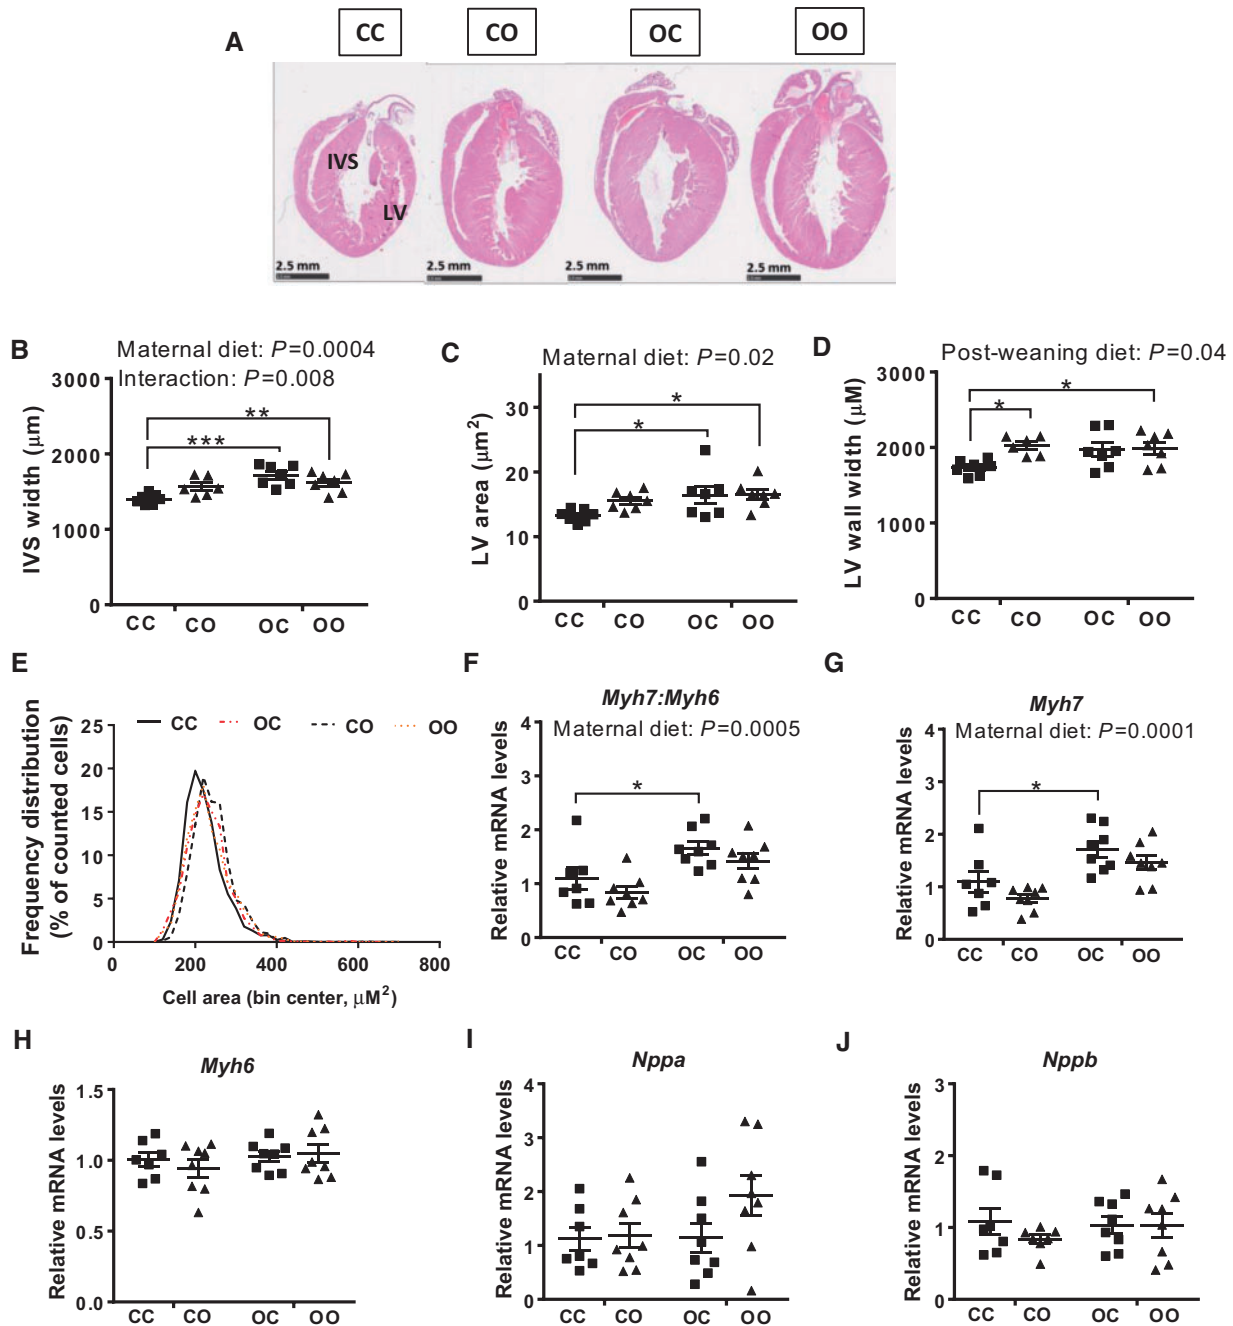 A
CC
CO
OC
OO
IVS
LV
2.5 mm
2.5 mm
2.5 mm
2.5 mm
B
Maternal diet: P=0.0004
Interaction: P=0.008
IVS width (μm)
3000
2000
1000
0
***
**
CC
CO
OC
OO
C
Maternal diet: P=0.02
LV area (μm²)
30
20
10
0
*
*
CC
CO
OC
OO
D
Post-weaning diet: P=0.04
LV wall width (μM)
3000
2000
1000
0
*
*
CC
CO
OC
OO
E
Frequency distribution
(% of counted cells)
25
20
15
10
5
0
CC
OC
CO
OO
0
200
400
600
800
Cell area (bin center, μM²)
F
Myh7:Myh6
Maternal diet: P=0.0005
Relative mRNA levels
4
3
2
1
0
*
CC
CO
OC
OO
G
Myh7
Maternal diet: P=0.0001
Relative mRNA levels
4
3
2
1
0
*
CC
CO
OC
OO
H
Myh6
Relative mRNA levels
1.5
1.0
0.5
0.0
CC
CO
OC
OO
I
Nppa
Relative mRNA levels
4
3
2
1
0
CC
CO
OC
OO
J
Nppb
Relative mRNA levels
3
2
1
0
CC
CO
OC
OO